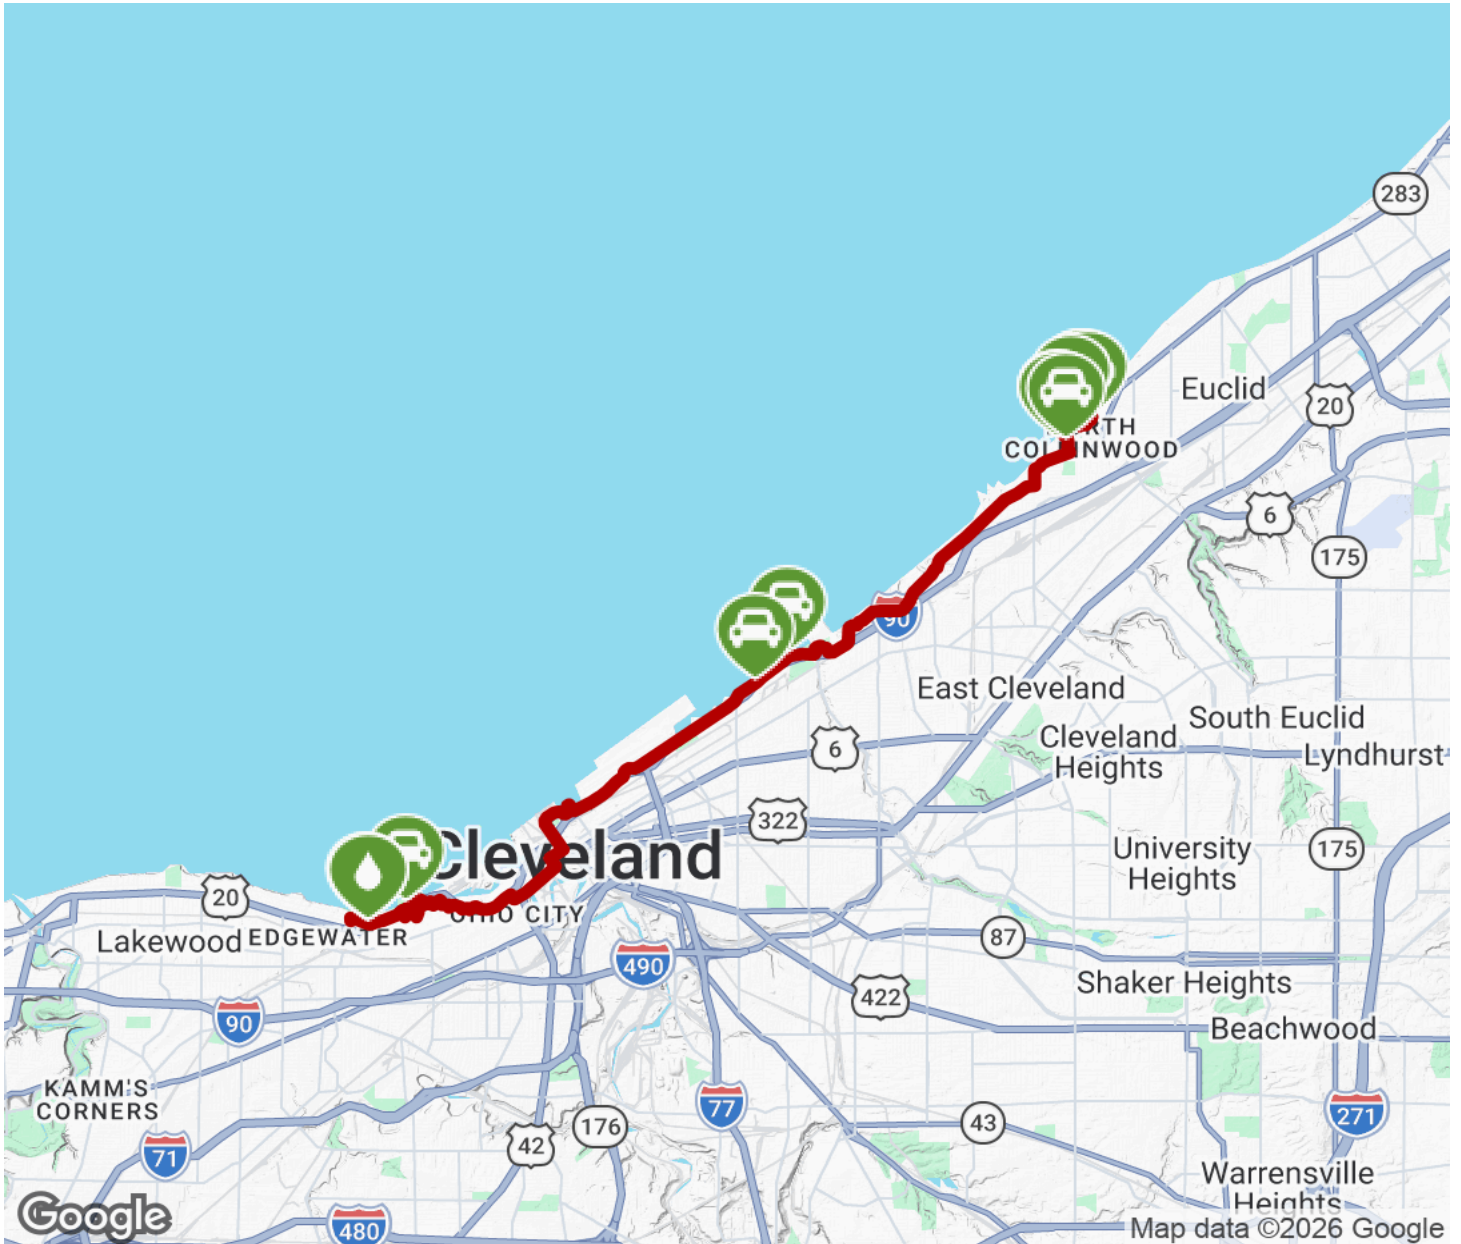 283
Euclid
20
RTH
COLLINWOOD
6
175
90
East Cleveland
South Euclid
Cleveland
Heights
Lyndhurst
6
322
Cleveland
University
Heights
175
20
OHIO CITY
Lakewood
EDGEWATER
87
490
Shaker Heights
422
90
Beachwood
KAMM'S
CORNERS
77
43
271
176
42
71
Warrensville
Heights
480
Google
Map data ©2026 Google